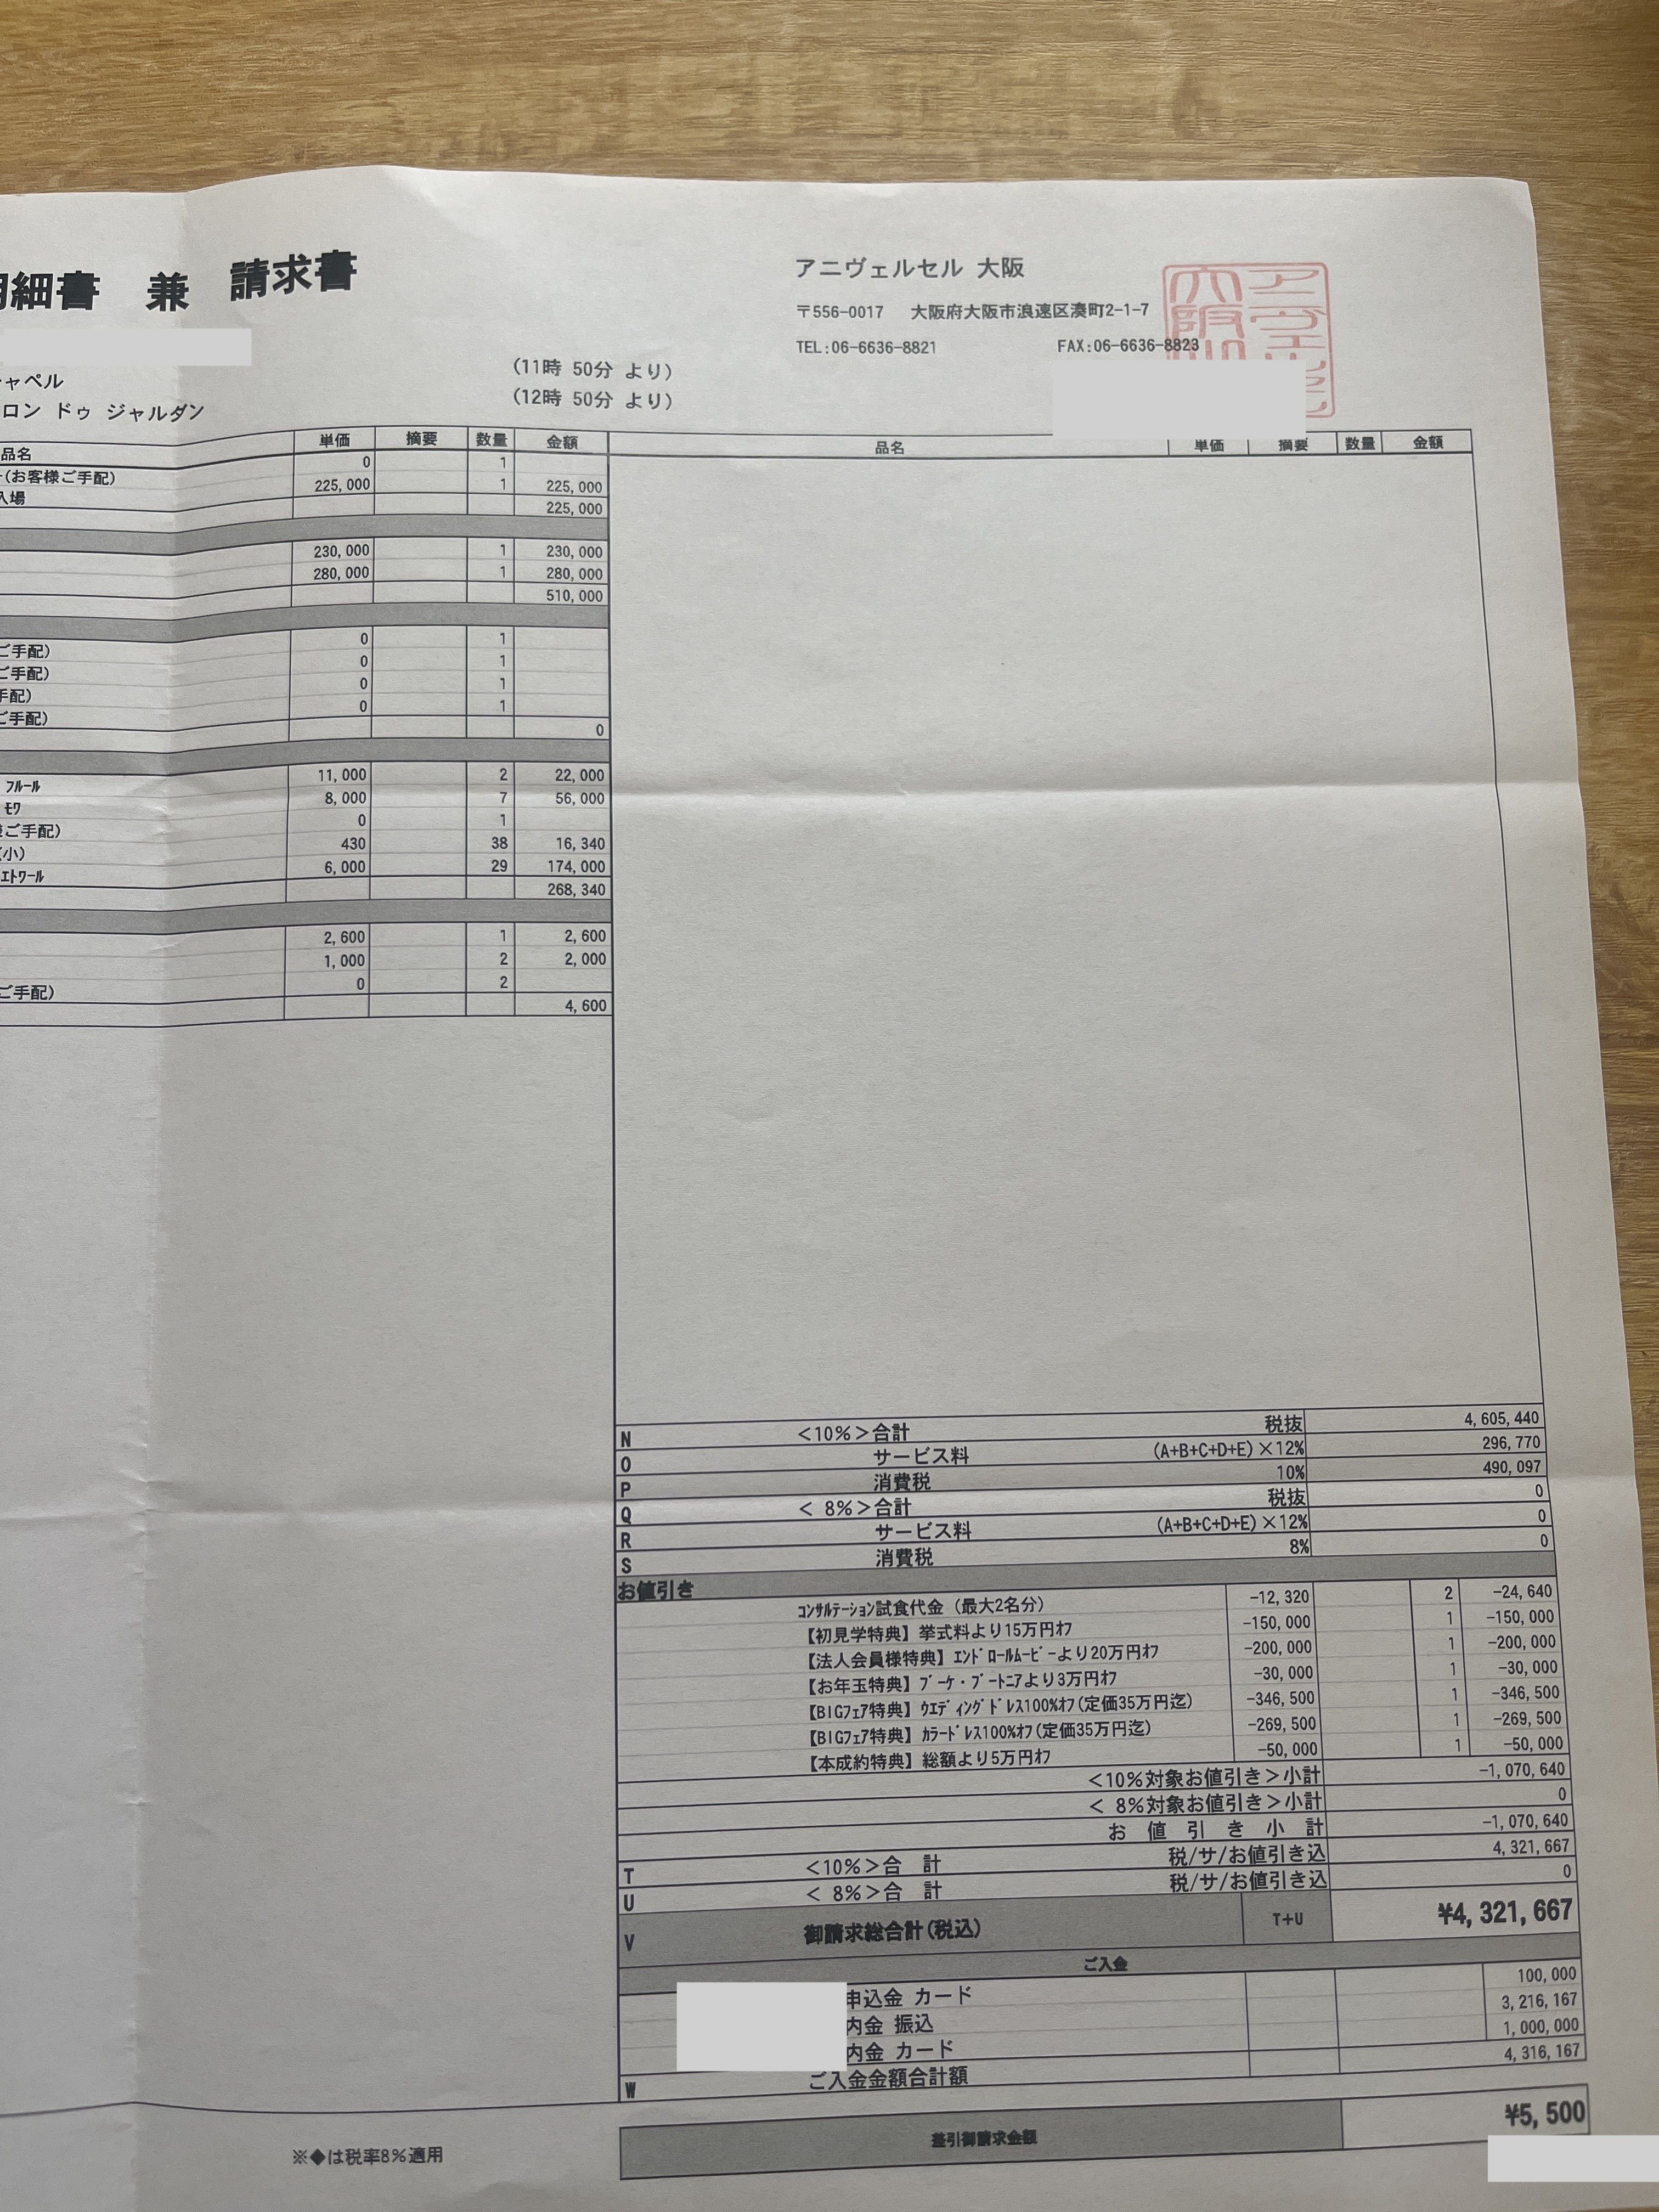 細書 兼 請求書
アニヴェルセル 大阪
〒556-0017 大阪府大阪市浪速区湊町2-1-7
TEL:06-6636-8821 FAX:06-6636-8823
ャペル (11時 50分 より)
ロン ドゥ ジャルダン (12時 50分 より)
品名 単価 摘要 数量 金額
(お客様ご手配) 0 1
入場 225,000 1 225,000
225,000
230,000 1 230,000
280,000 1 280,000
510,000
ご手配) 0 1
ご手配) 0 1
手配) 0 1
ご手配) 0 1
0
フルール 11,000 2 22,000
モワ 8,000 7 56,000
ご手配) 0 1
(小) 430 38 16,340
エトワール 6,000 29 174,000
268,340
2,600 1 2,600
1,000 2 2,000
ご手配) 0 2
4,600
※◆は税率8%適用
品名 単価 摘要 数量 金額
N <10%>合計 税抜 4,605,440
O サービス料 (A+B+C+D+E)×12% 296,770
P 消費税 10% 490,097
Q < 8%>合計 税抜 0
R サービス料 (A+B+C+D+E)×12% 0
S 消費税 8% 0
お値引き
コンサルテーション試食代金(最大2名分) -12,320 2 -24,640
【初見学特典】挙式料より15万円オフ -150,000 1 -150,000
【法人会員様特典】エンドロールムービーより20万円オフ -200,000 1 -200,000
【お年玉特典】ブーケ・ブートニアより3万円オフ -30,000 1 -30,000
【BIGフェア特典】ウエディングドレス100%オフ(定価35万円迄) -346,500 1 -346,500
【BIGフェア特典】カラードレス100%オフ(定価35万円迄) -269,500 1 -269,500
【本成約特典】総額より5万円オフ -50,000 1 -50,000
<10%対象お値引き>小計 -1,070,640
< 8%対象お値引き>小計 0
お値引き小計 -1,070,640
T <10%>合 計 税/サ/お値引き込 4,321,667
U < 8%>合 計 税/サ/お値引き込 0
V 御請求総合計(税込) T+U ¥4,321,667
ご入金
申込金 カード 100,000
内金 振込 3,216,167
内金 カード 1,000,000
W ご入金金額合計額 4,316,167
差引御請求金額 ¥5,500